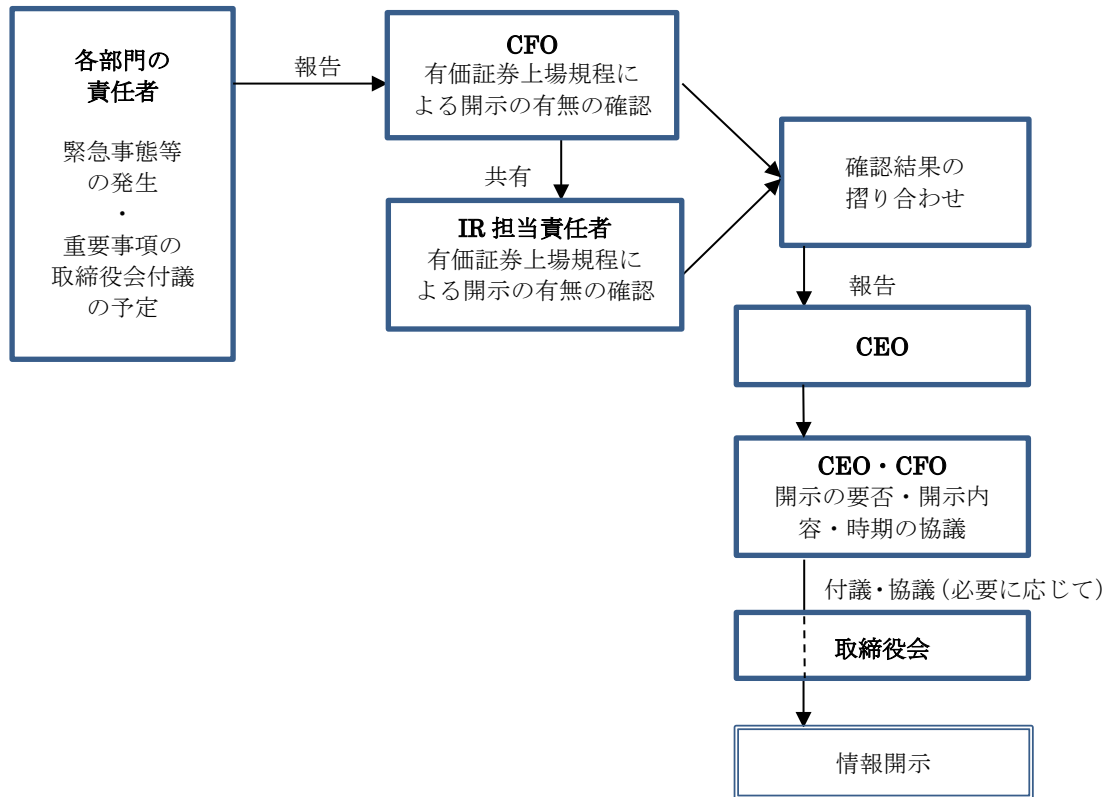 各部門の
責任者
緊急事態等
の発生
・
重要事項の
取締役会付議
の予定
報告
CFO
有価証券上場規程に
よる開示の有無の確認
共有
IR 担当責任者
有価証券上場規程に
よる開示の有無の確認
確認結果の
摺り合わせ
報告
CEO
CEO・CFO
開示の要否・開示内
容・時期の協議
付議・協議（必要に応じて）
取締役会
情報開示